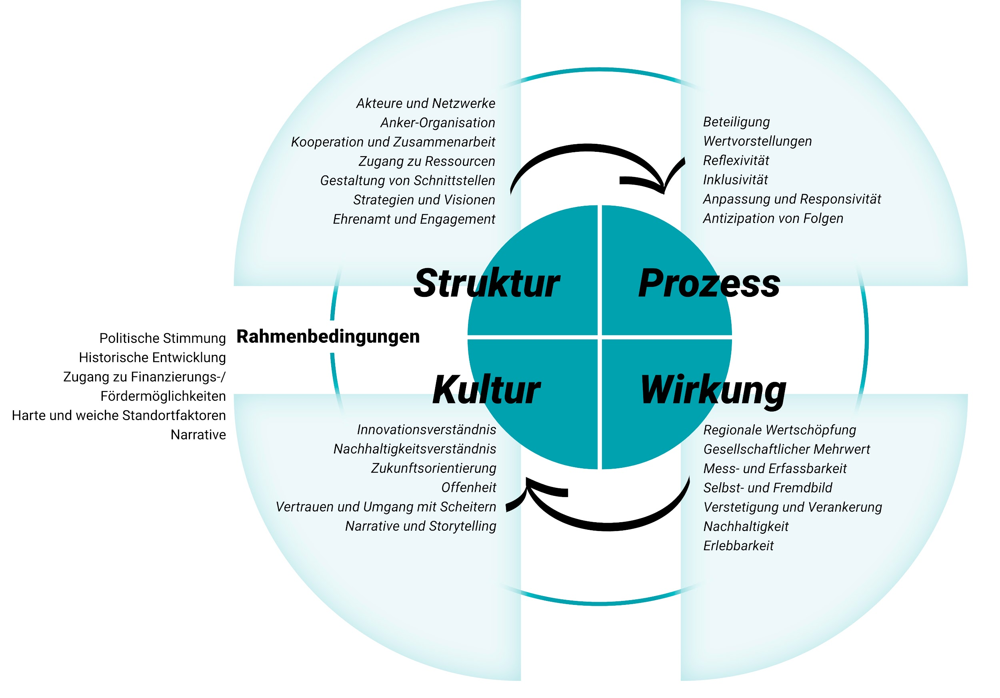 Akteure und Netzwerke
Anker-Organisation
Kooperation und Zusammenarbeit
Zugang zu Ressourcen
Gestaltung von Schnittstellen
Strategien und Visionen
Ehrenamt und Engagement
Struktur
Beteiligung
Wertvorstellungen
Reflexivität
Inklusivität
Anpassung und Responsivität
Antizipation von Folgen
Prozess
Rahmenbedingungen
Politische Stimmung
Historische Entwicklung
Zugang zu Finanzierungs-/
Fördermöglichkeiten
Harte und weiche Standortfaktoren
Narrative
Kultur
Innovationsverständnis
Nachhaltigkeitsverständnis
Zukunftsorientierung
Offenheit
Vertrauen und Umgang mit Scheitern
Narrative und Storytelling
Wirkung
Regionale Wertschöpfung
Gesellschaftlicher Mehrwert
Mess- und Erfassbarkeit
Selbst- und Fremdbild
Verstetigung und Verankerung
Nachhaltigkeit
Erlebbarkeit